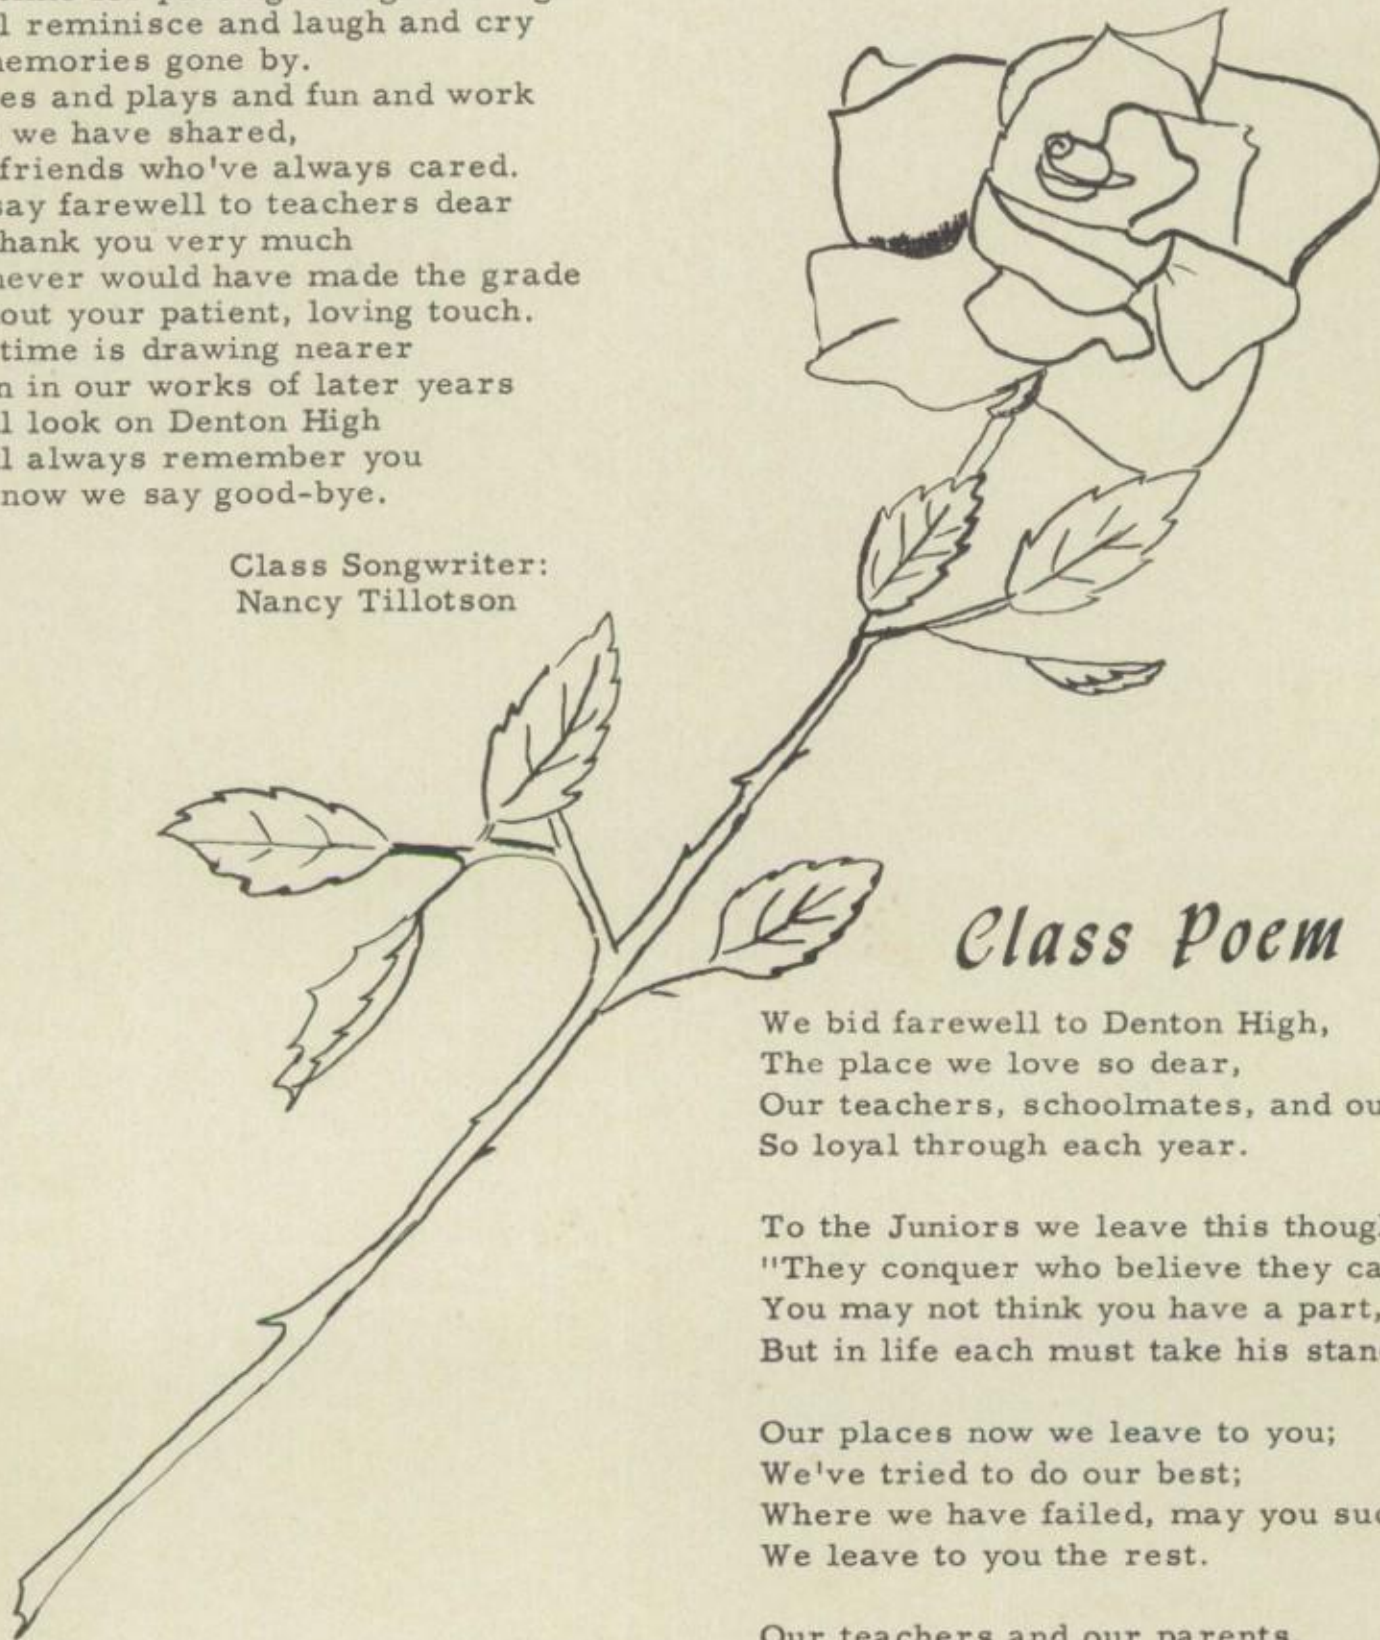 l reminisce and laugh and cry
emories gone by.
es and plays and fun and work
we have shared,
friends who've always cared.
say farewell to teachers dear
hank you very much
never would have made the grade
out your patient, loving touch.
time is drawing nearer
n in our works of later years
l look on Denton High
l always remember you
now we say good-bye.
Class Songwriter:
Nancy Tillotson
Class Poem
We bid farewell to Denton High,
The place we love so dear,
Our teachers, schoolmates, and ou
So loyal through each year.
To the Juniors we leave this thoug
"They conquer who believe they ca
You may not think you have a part,
But in life each must take his stan
Our places now we leave to you;
We've tried to do our best;
Where we have failed, may you suc
We leave to you the rest.
Our teachers and our parents